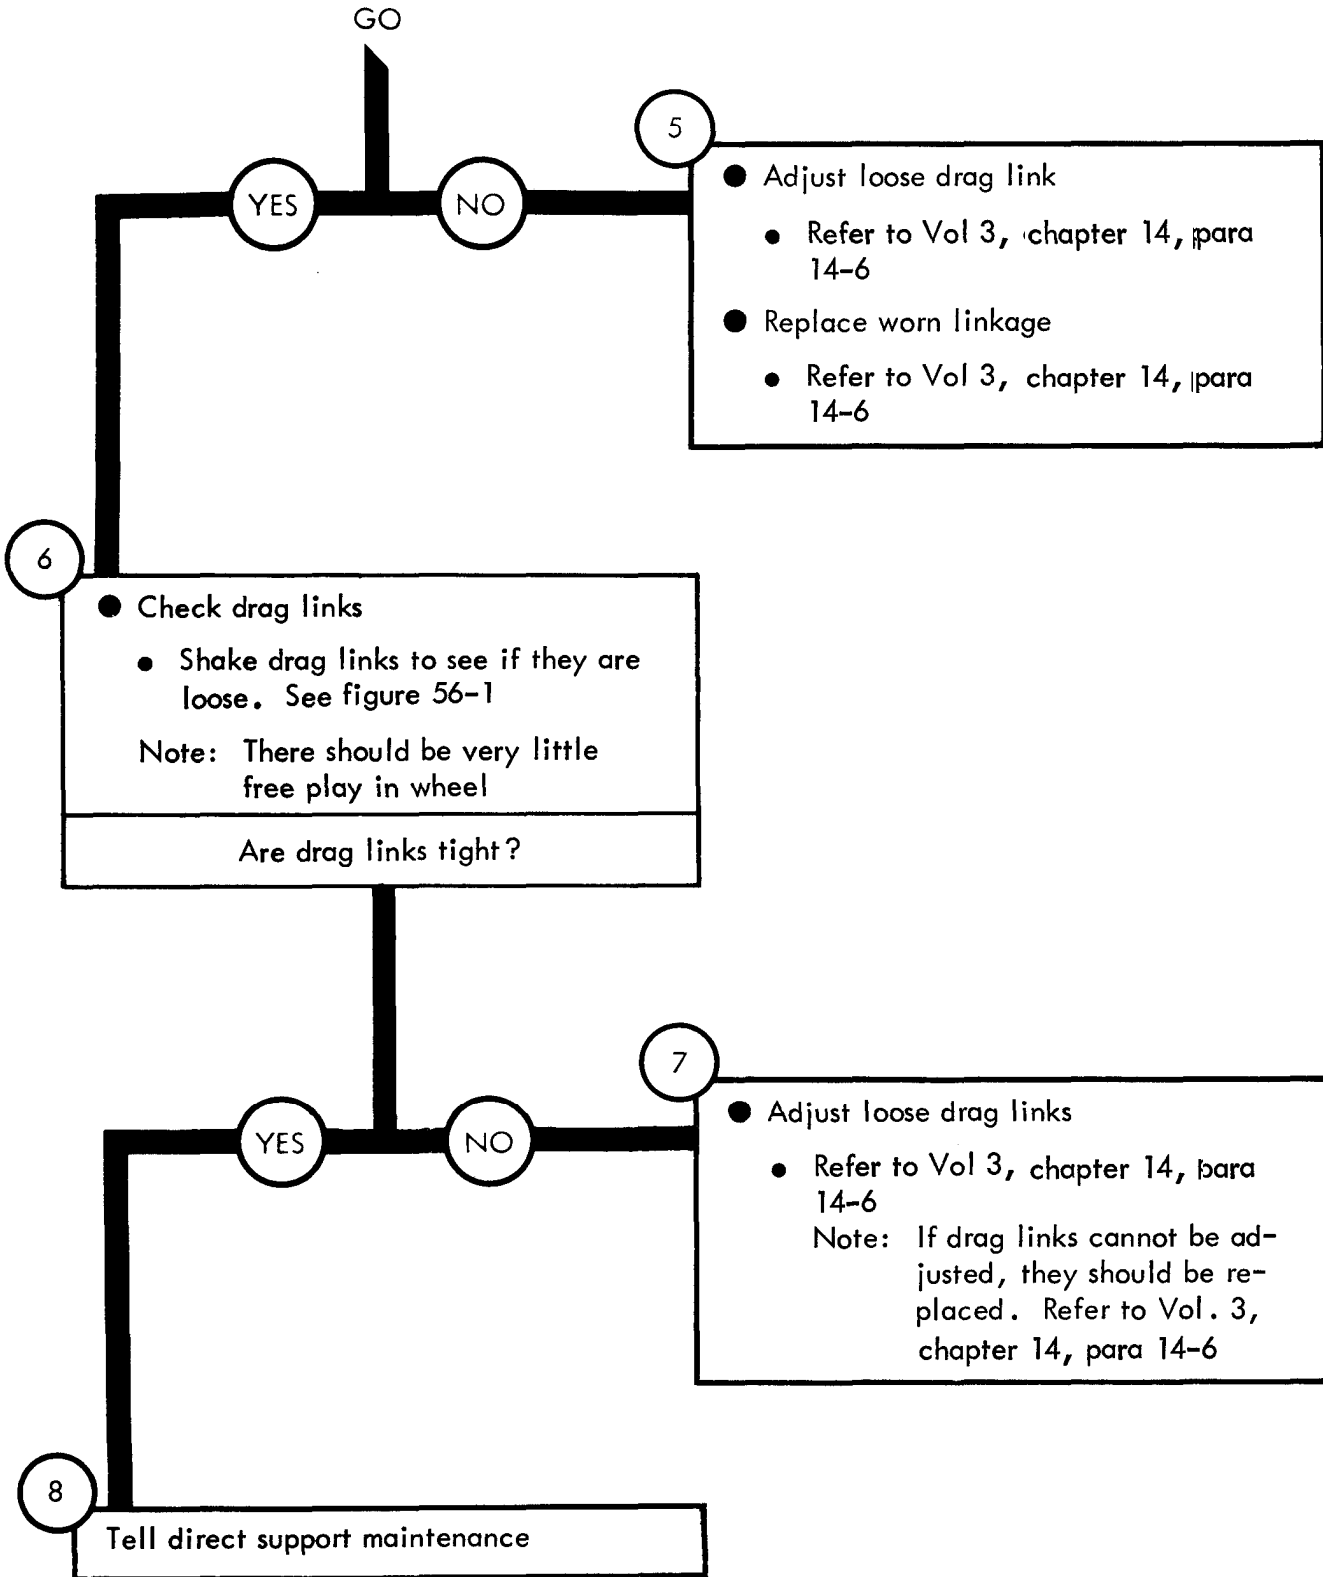 GO
YES
NO
5
● Adjust loose drag link
● Refer to Vol 3, chapter 14, para
14-6
● Replace worn linkage
● Refer to Vol 3, chapter 14, para
14-6
6
● Check drag links
● Shake drag links to see if they are
loose. See figure 56-1
Note: There should be very little
free play in wheel
Are drag links tight?
YES
NO
7
● Adjust loose drag links
● Refer to Vol 3, chapter 14, para
14-6
Note: If drag links cannot be ad-
justed, they should be re-
placed. Refer to Vol. 3,
chapter 14, para 14-6
8
Tell direct support maintenance